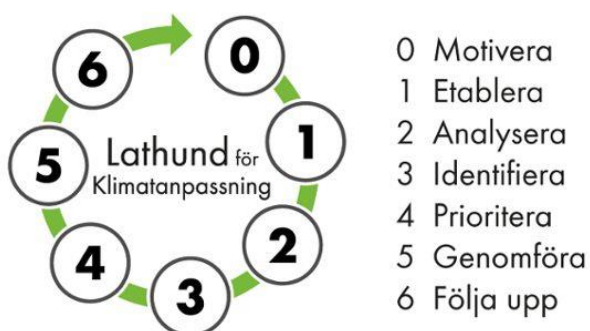 0
1
2
3
4
5
6
Lathund för
Klimatanpassning
0 Motivera
1 Etablera
2 Analysera
3 Identifiera
4 Prioritera
5 Genomföra
6 Följa upp